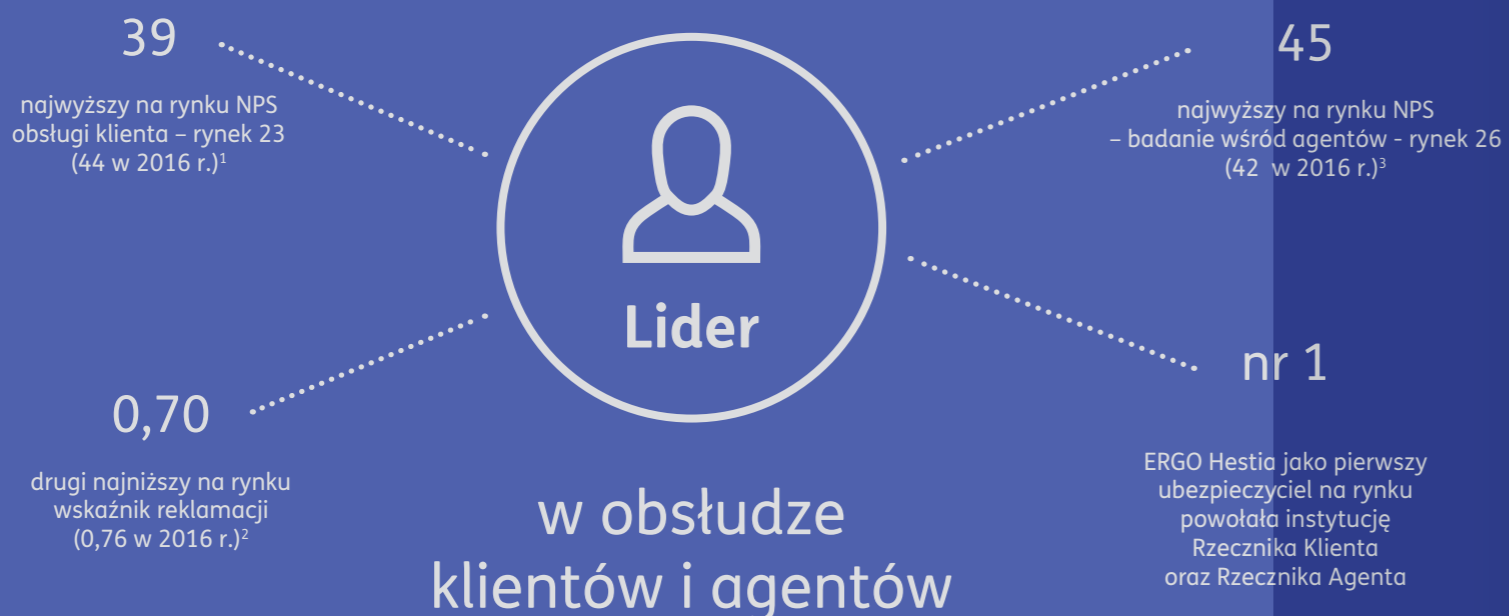 39
najwyższy na rynku NPS
obsługi klienta – rynek 23
(44 w 2016 r.)¹
0,70
drugi najniższy na rynku
wskaźnik reklamacji
(0,76 w 2016 r.)²
Lider
w obsłudze
klientów i agentów
45
najwyższy na rynku NPS
– badanie wśród agentów - rynek 26
(42 w 2016 r.)³
nr 1
ERGO Hestia jako pierwszy
ubezpieczyciel na rynku
powołała instytucję
Rzecznika Klienta
oraz Rzecznika Agenta